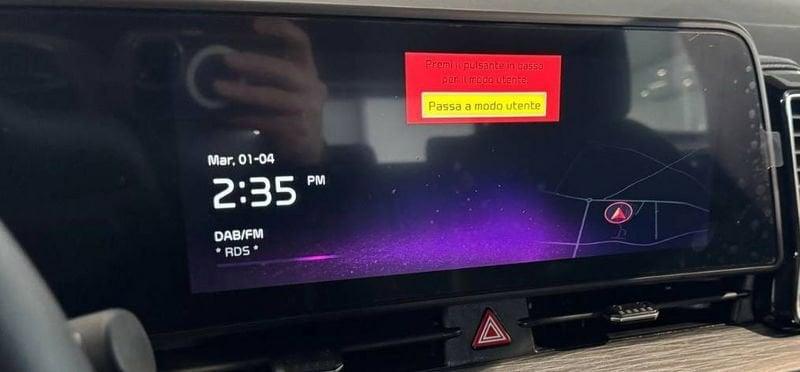 Premi il pulsante in basso
per il modo utente.
Passa a modo utente
Mar, 01-04
2:35 PM
DAB/FM
* RDS *